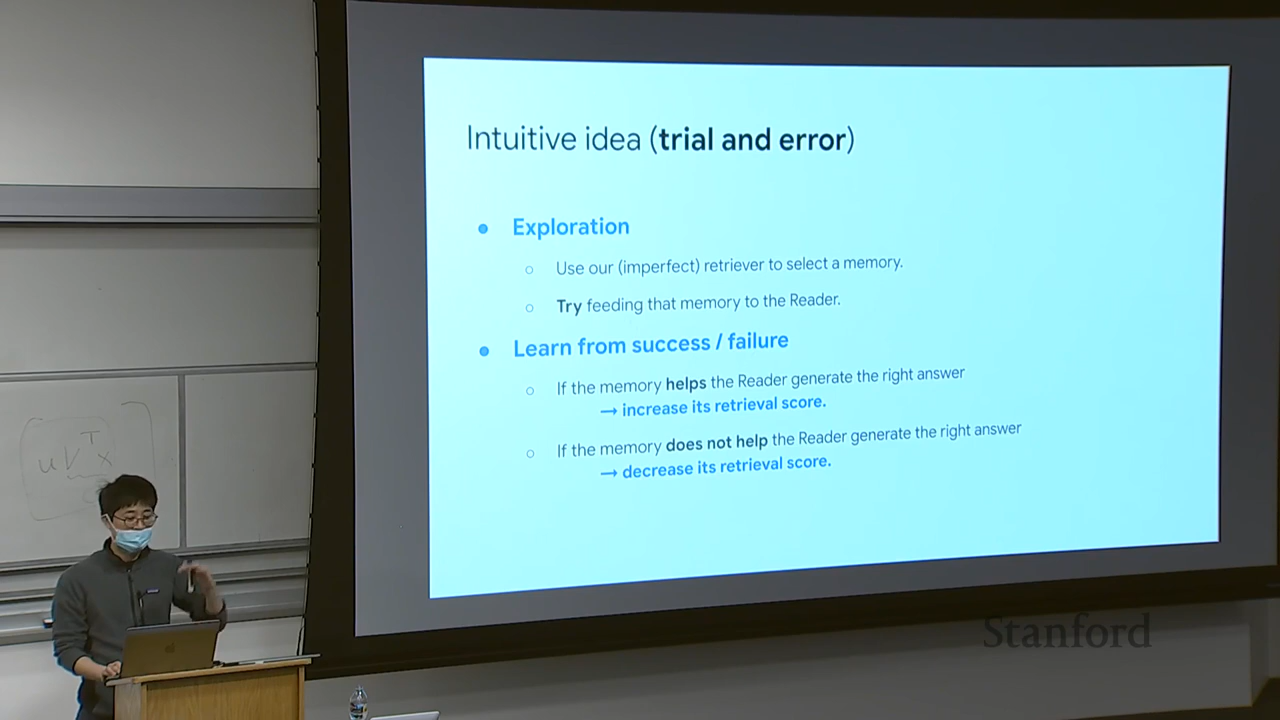 Intuitive idea (trial and error)
Exploration
Use our (imperfect) retriever to select a memory.
Try feeding that memory to the Reader.
Learn from success / failure
If the memory helps the Reader generate the right answer
→ increase its retrieval score.
If the memory does not help the Reader generate the right answer
→ decrease its retrieval score.
u V^T x
Stanford